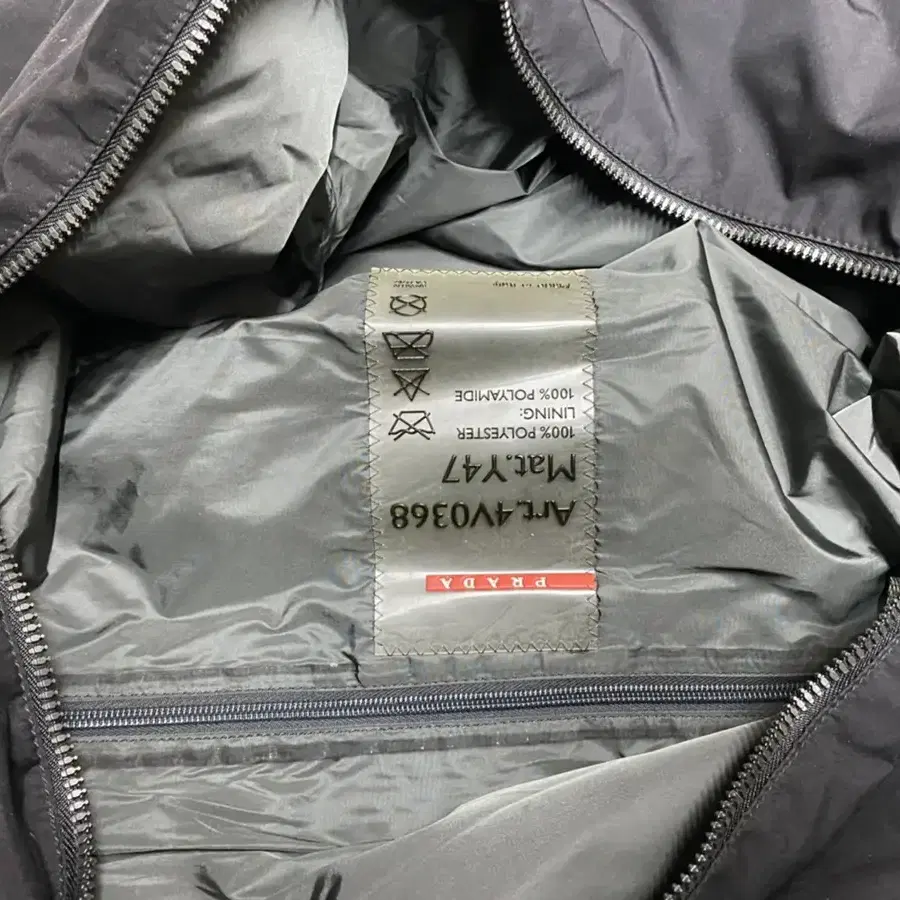 PRADA
Art.4V0368
Mat.Y47
100% POLYESTER
LINING:
100% POLYAMIDE